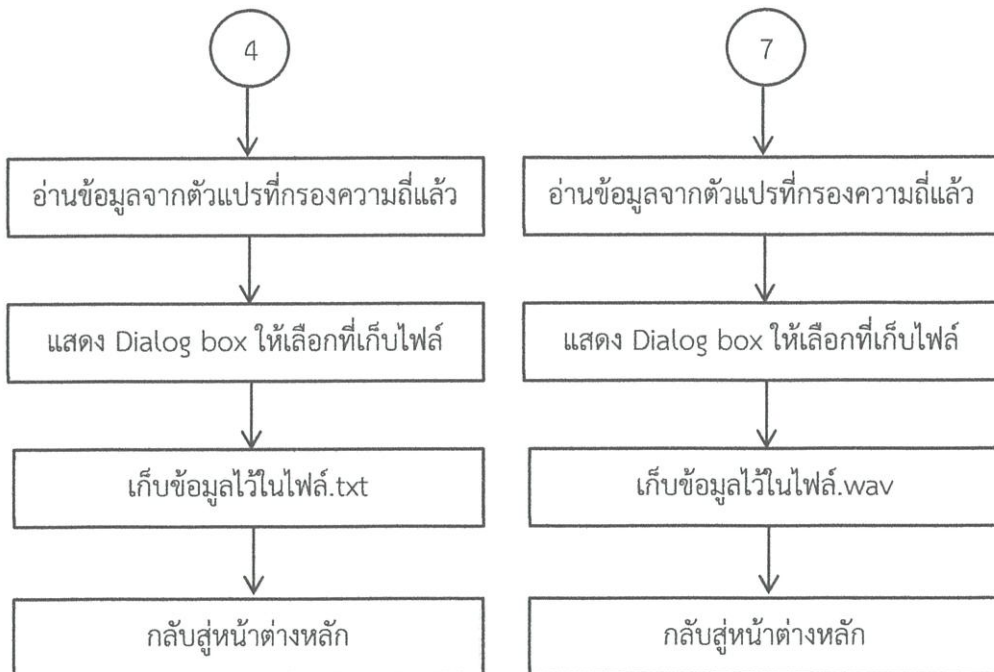 4
อ่านข้อมูลจากตัวแปรที่กรองความถี่แล้ว
แสดง Dialog box ให้เลือกที่เก็บไฟล์
เก็บข้อมูลไว้ในไฟล์.txt
กลับสู่หน้าต่างหลัก
7
อ่านข้อมูลจากตัวแปรที่กรองความถี่แล้ว
แสดง Dialog box ให้เลือกที่เก็บไฟล์
เก็บข้อมูลไว้ในไฟล์.wav
กลับสู่หน้าต่างหลัก